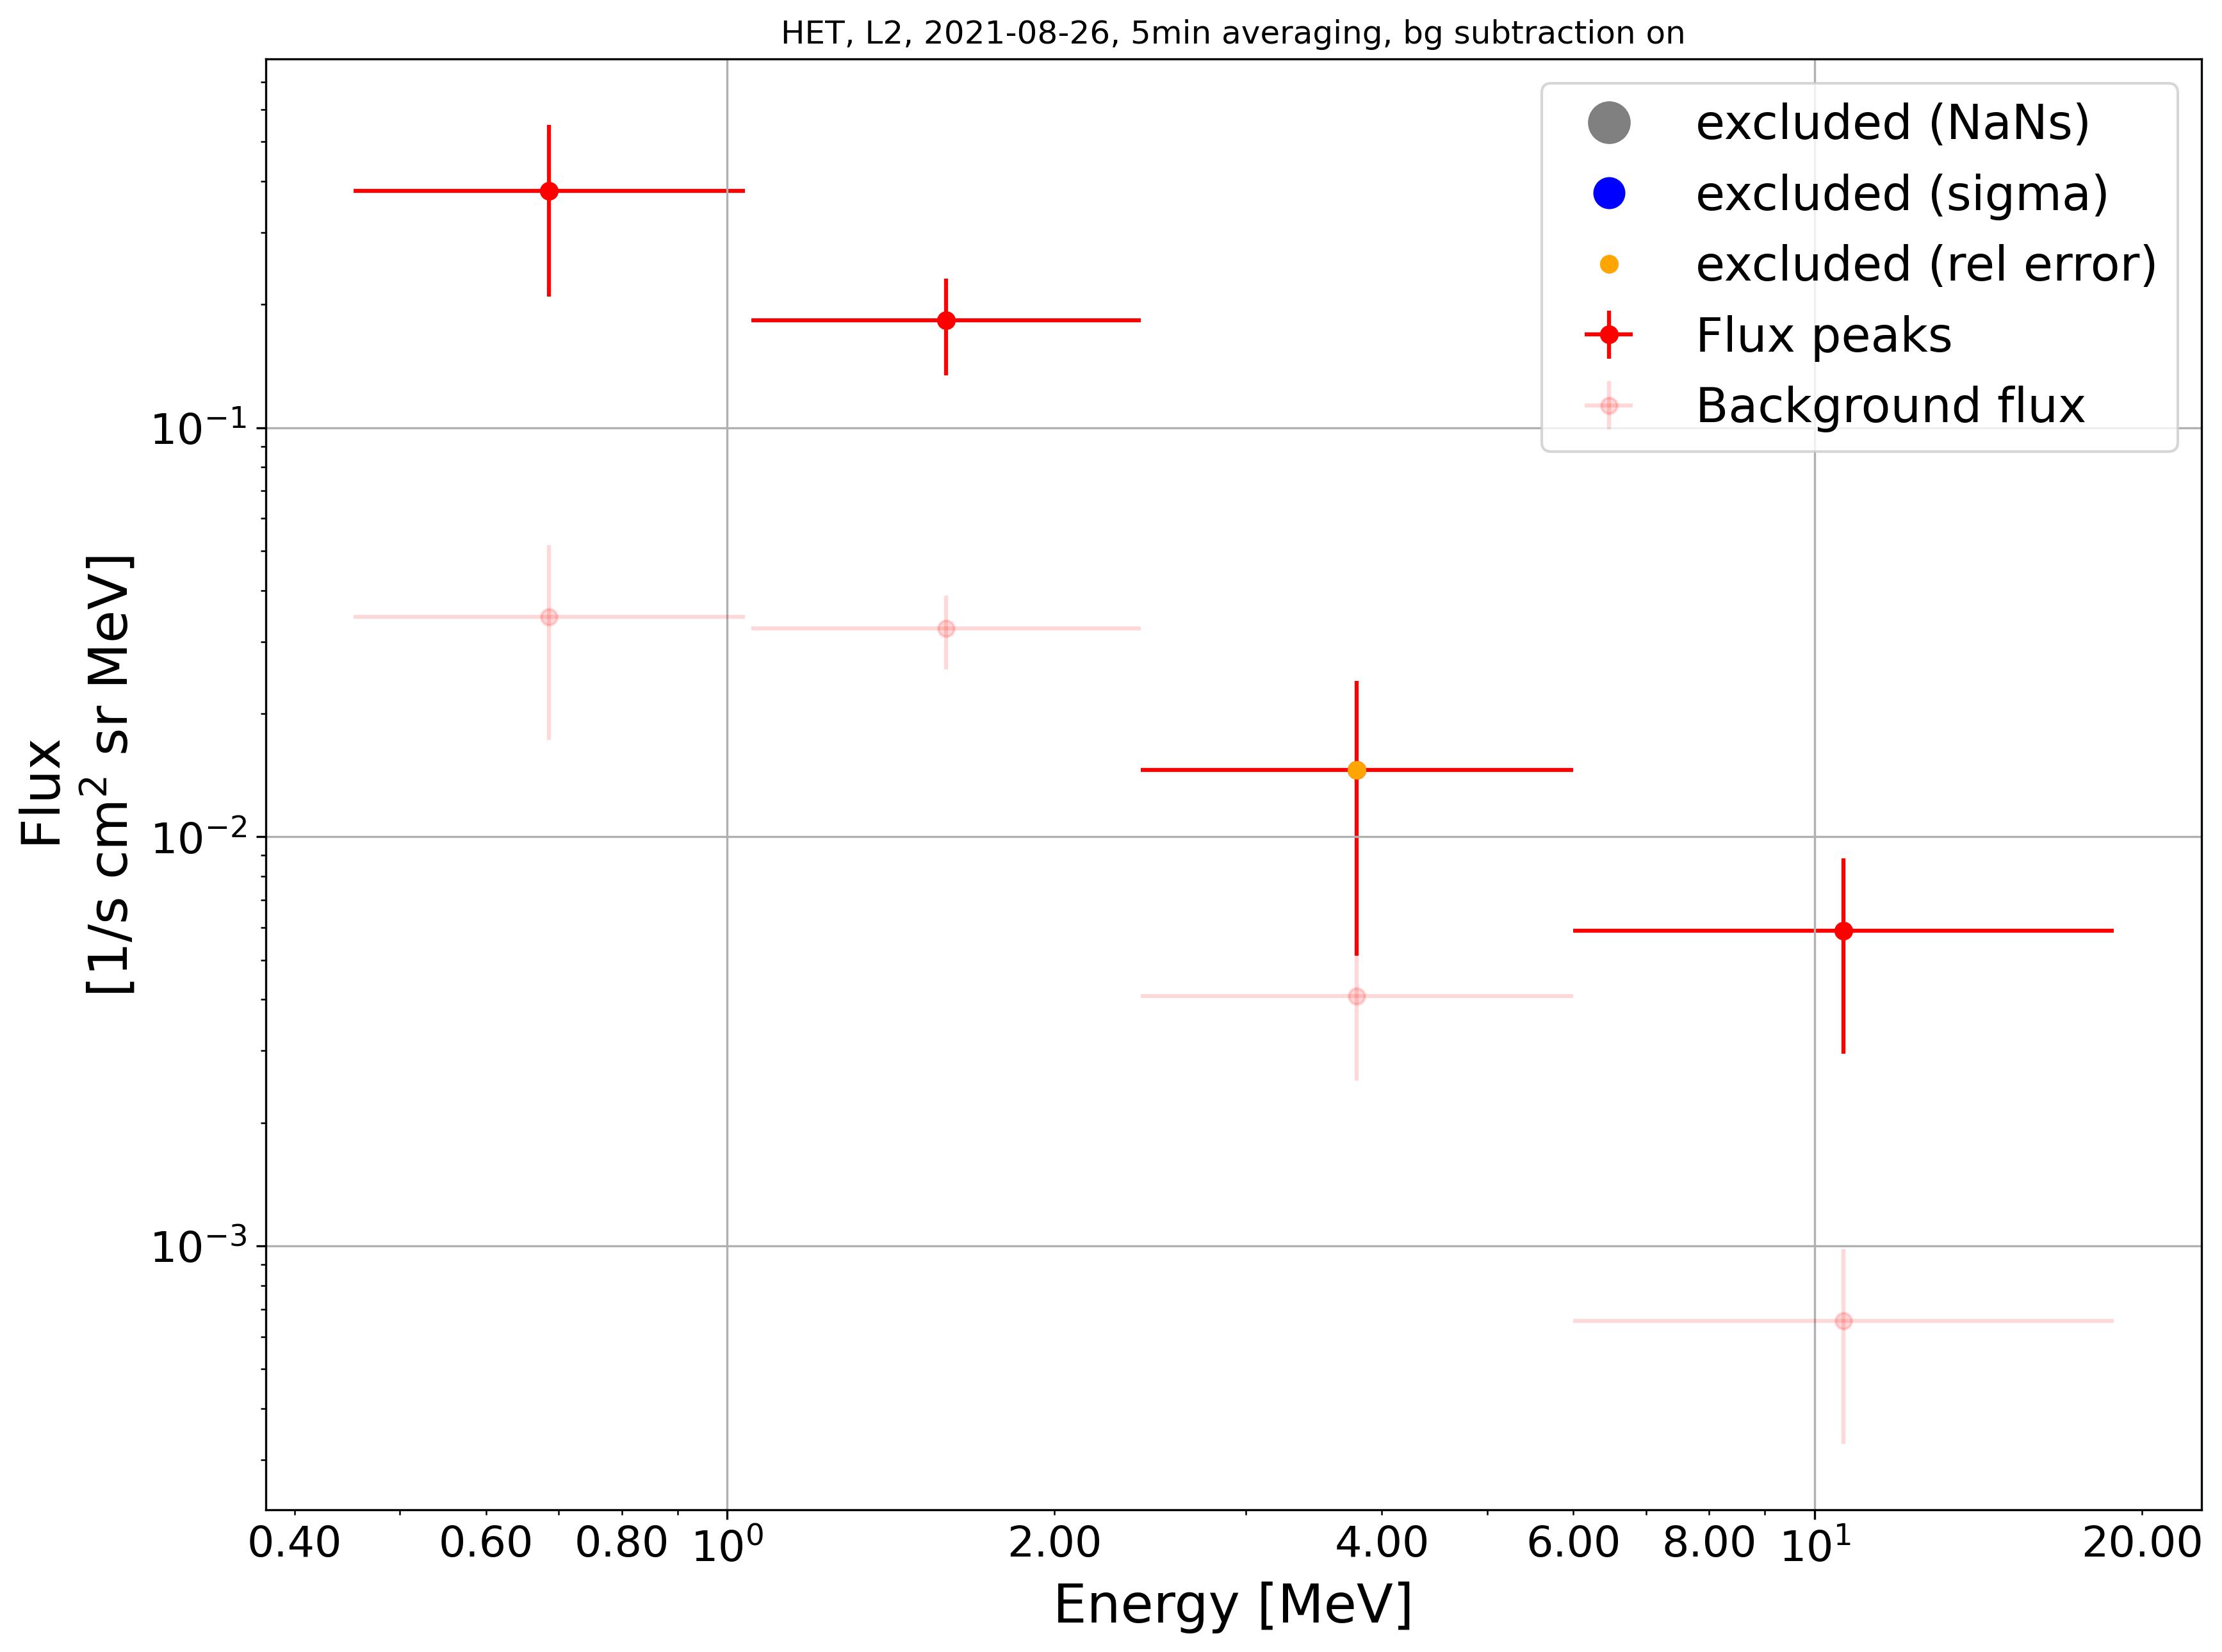 HET, L2, 2021-08-26, 5min averaging, bg subtraction on
excluded (NaNs)
excluded (sigma)
excluded (rel error)
Flux peaks
Background flux
Flux
[1/s cm² sr MeV]
10⁻¹
10⁻²
10⁻³
0.40 0.60 0.80 10⁰ 2.00 4.00 6.00 8.00 10¹ 20.00
Energy [MeV]